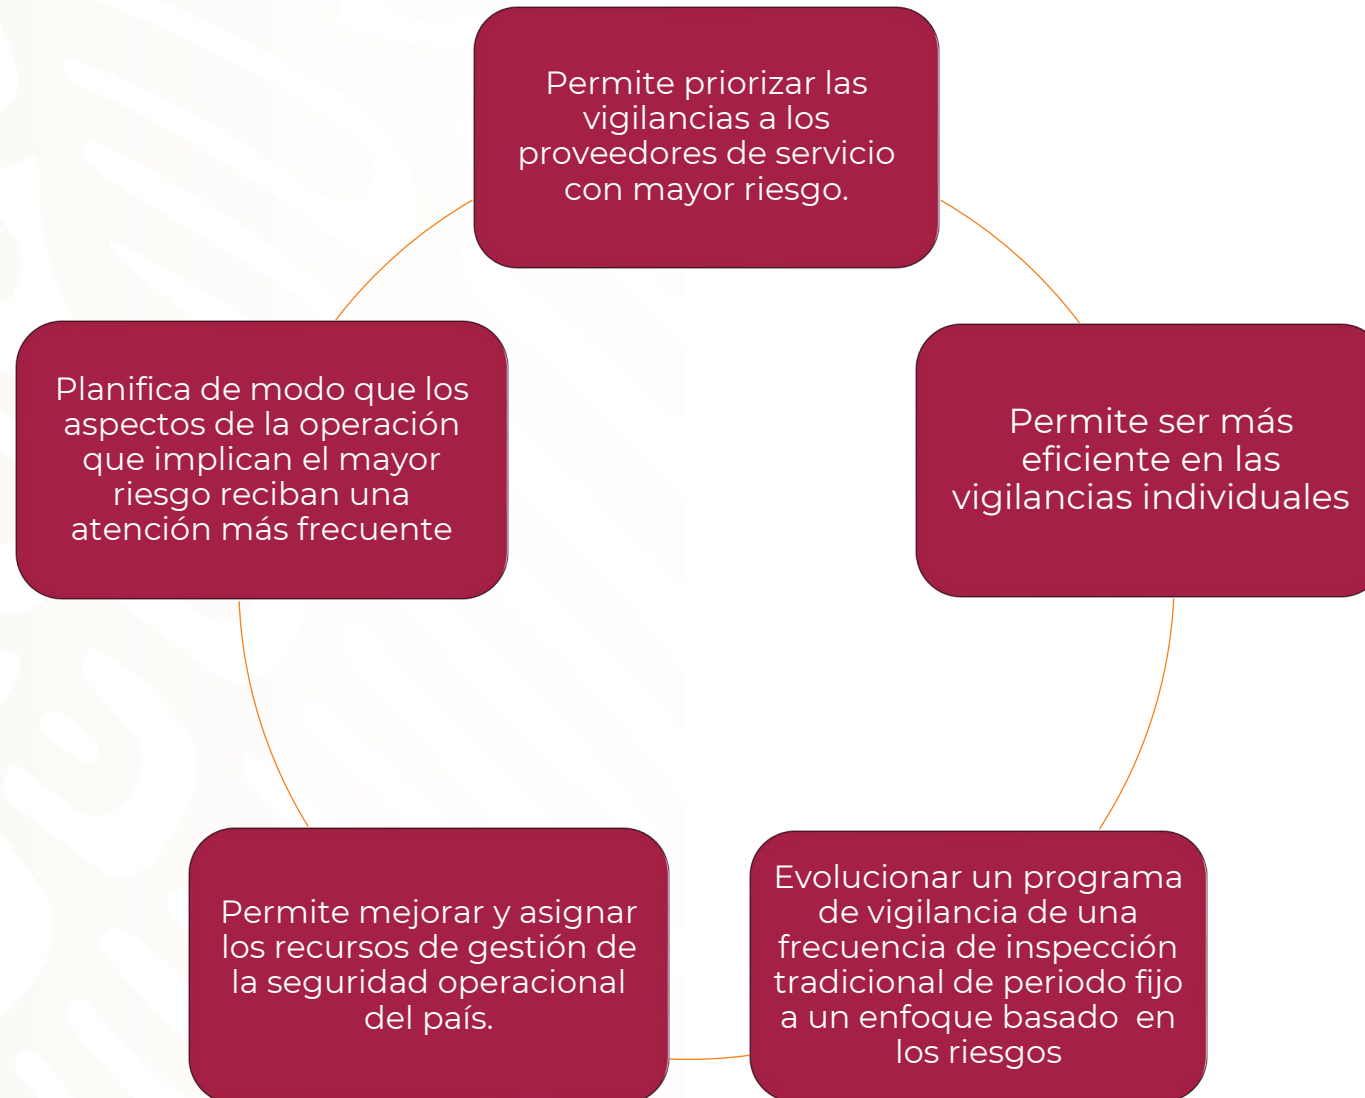 Permite priorizar las
vigilancias a los
proveedores de servicio
con mayor riesgo.
Permite ser más
eficiente en las
vigilancias individuales
Evolucionar un programa
de vigilancia de una
frecuencia de inspección
tradicional de periodo fijo
a un enfoque basado  en
los riesgos
Permite mejorar y asignar
los recursos de gestión de
la seguridad operacional
del país.
Planifica de modo que los
aspectos de la operación
que implican el mayor
riesgo reciban una
atención más frecuente